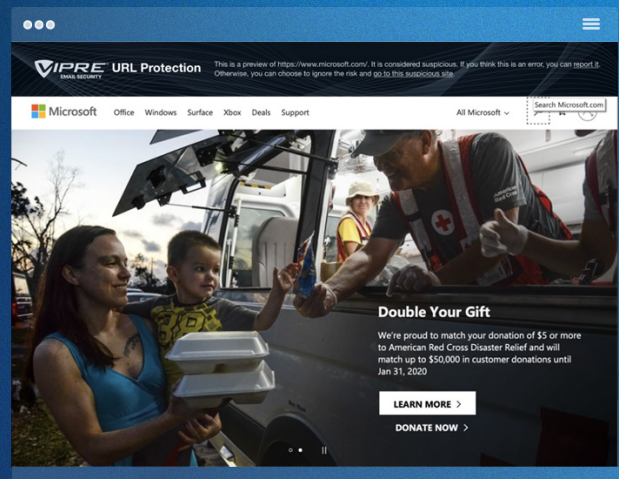 VIPRE
EMAIL SECURITY
URL Protection
This is a preview of https://www.microsoft.com/. It is considered suspicious. If you think this is an error, you can report it.
Otherwise, you can choose to ignore the risk and go to this suspicious site.
Microsoft Office Windows Surface Xbox Deals Support All Microsoft
Search Microsoft.com
American
Red Cross
Double Your Gift
We're proud to match your donation of $5 or more
to American Red Cross Disaster Relief and will
match up to $50,000 in customer donations until
Jan 31, 2020
LEARN MORE >
DONATE NOW >